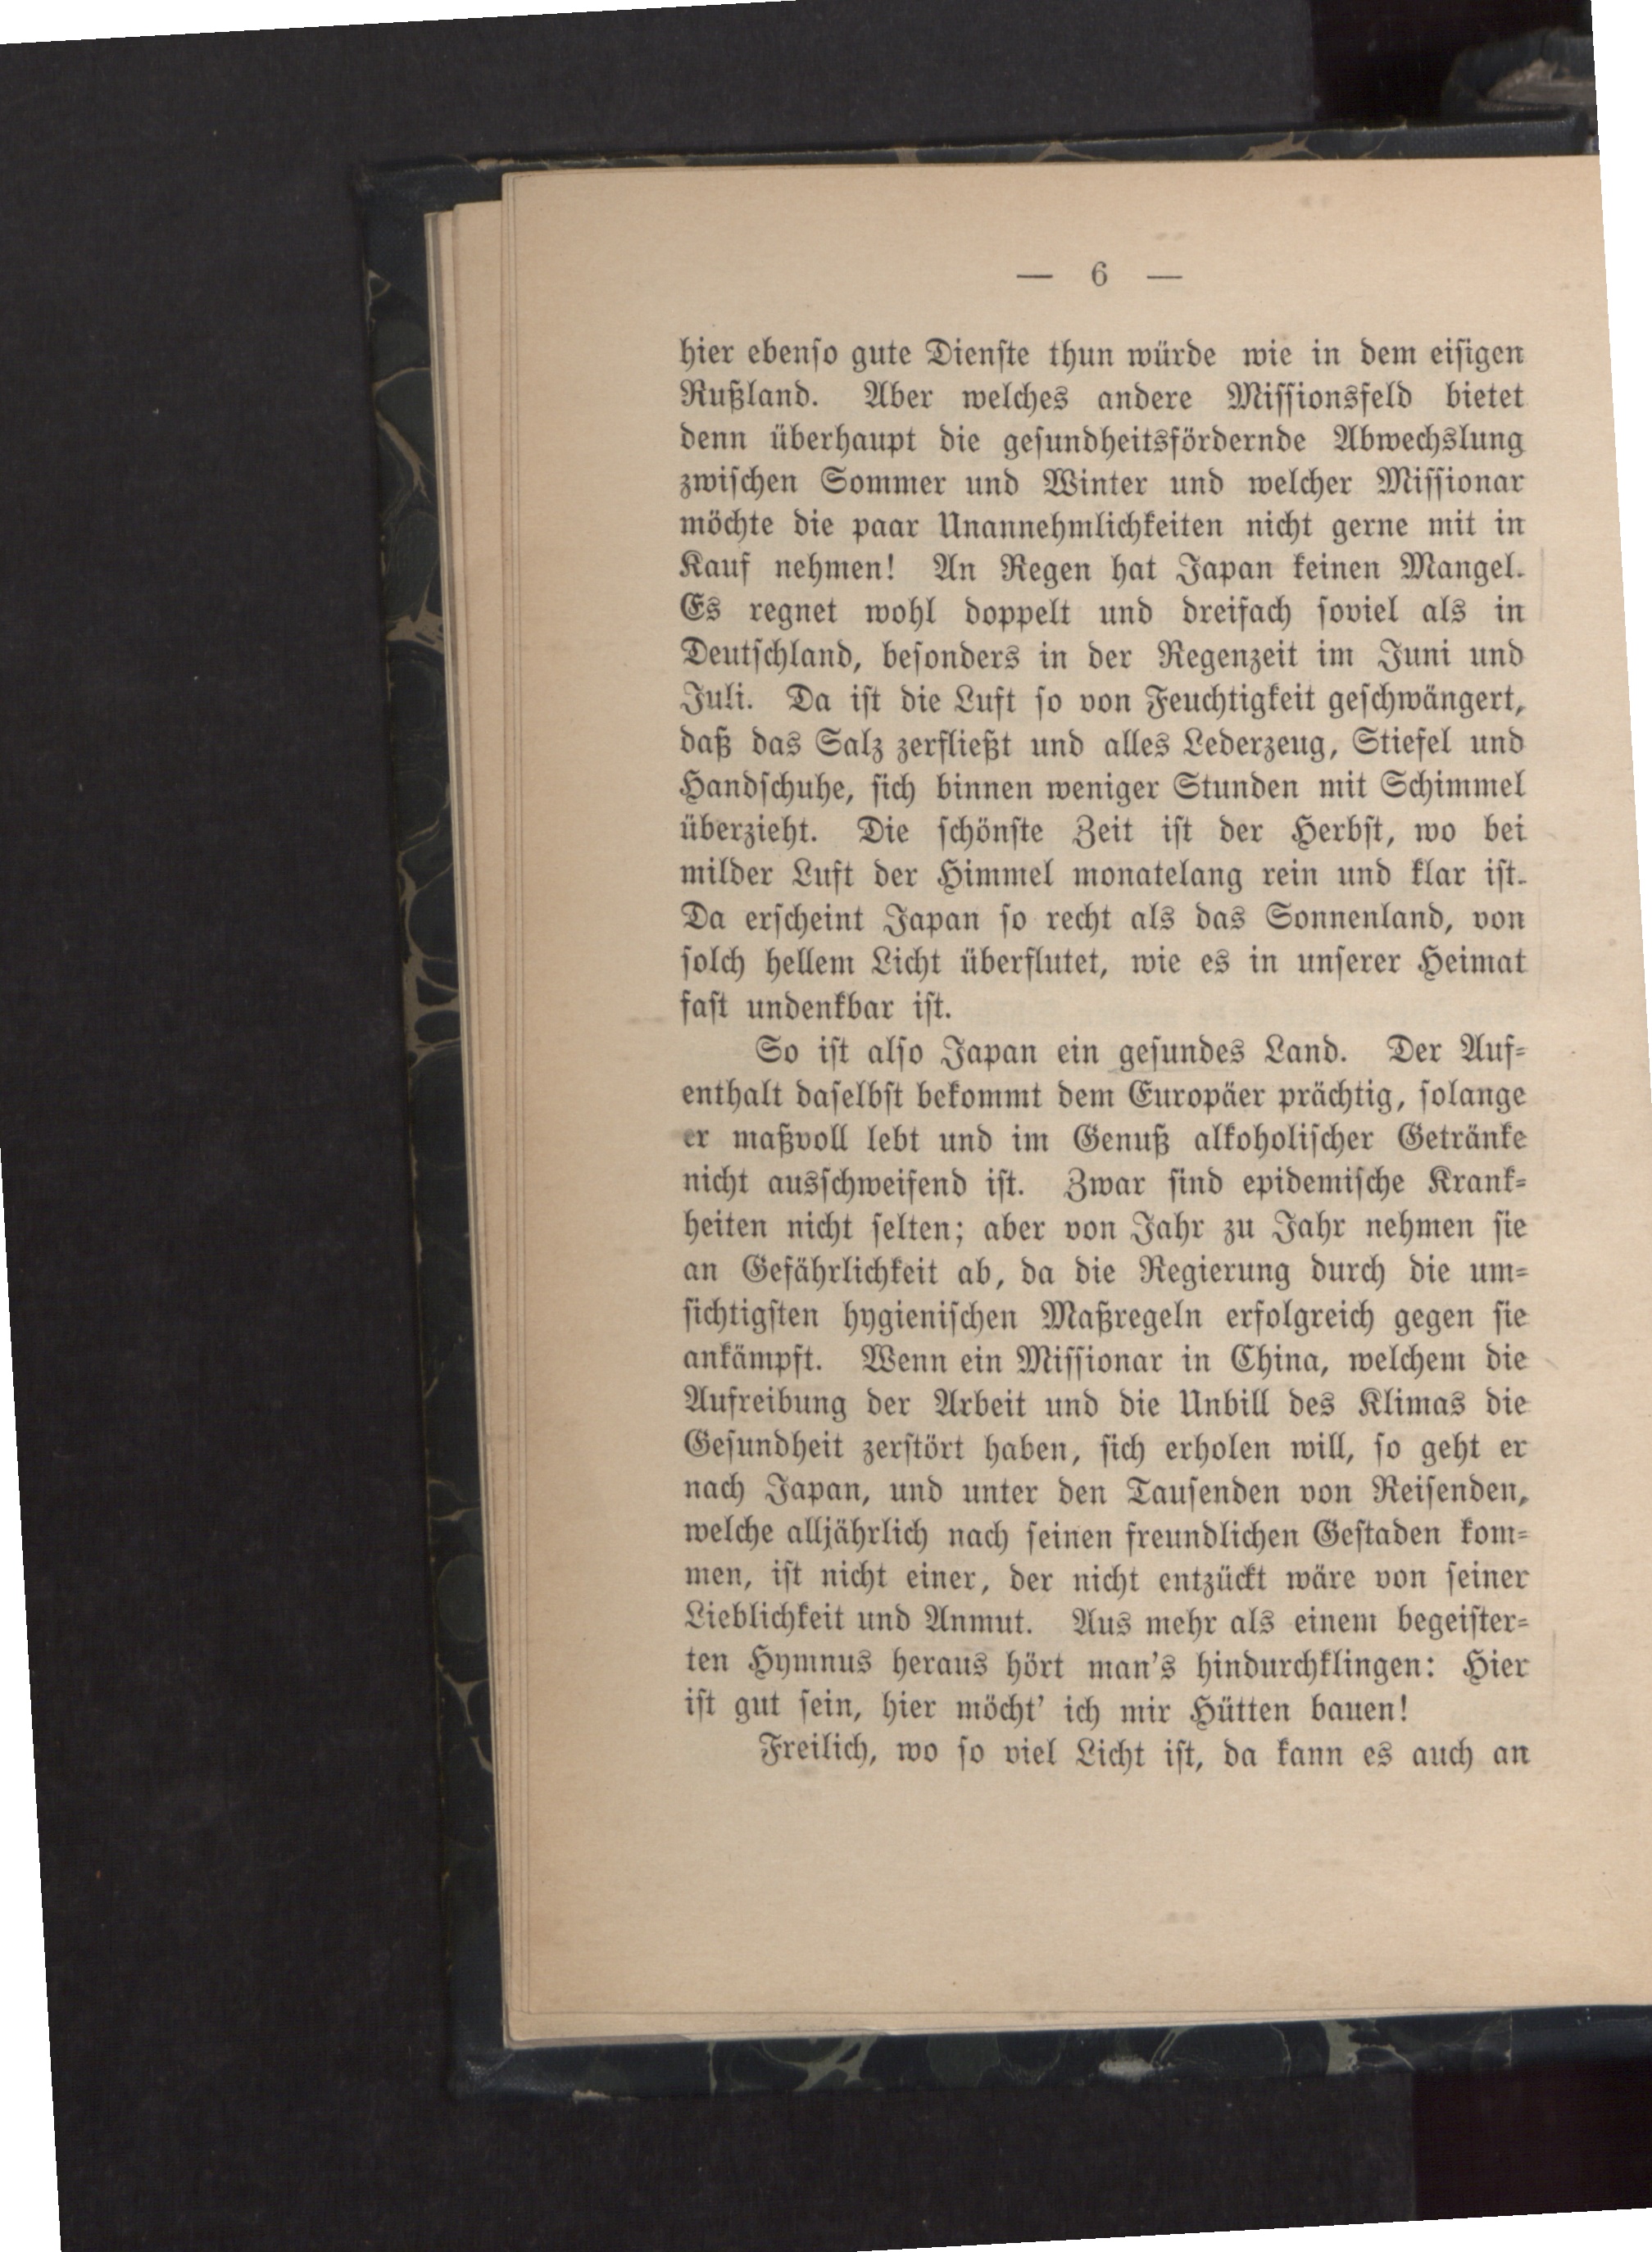 — 6 —
hier ebenſo gute Dienſte thun würde wie in dem eiſigen
Rußland. Aber welches andere Miſſionsfeld bietet
denn überhaupt die geſundheitsfördernde Abwechslung
zwiſchen Sommer und Winter und welcher Miſſionar
möchte die paar Unannehmlichkeiten nicht gerne mit in
Kauf nehmen! An Regen hat Japan keinen Mangel.
Es regnet wohl doppelt und dreifach ſoviel als in
Deutſchland, beſonders in der Regenzeit im Juni und
Juli. Da iſt die Luft ſo von Feuchtigkeit geſchwängert,
daß das Salz zerfließt und alles Lederzeug, Stiefel und
Handſchuhe, ſich binnen weniger Stunden mit Schimmel
überzieht. Die ſchönſte Zeit iſt der Herbſt, wo bei
milder Luft der Himmel monatelang rein und klar iſt.
Da erſcheint Japan ſo recht als das Sonnenland, von
ſolch hellem Licht überflutet, wie es in unſerer Heimat
faſt undenkbar iſt.
So iſt alſo Japan ein geſundes Land. Der Auf=
enthalt daſelbſt bekommt dem Europäer prächtig, ſolange
er maßvoll lebt und im Genuß alkoholiſcher Getränke
nicht ausſchweifend iſt. Zwar ſind epidemiſche Krank=
heiten nicht ſelten; aber von Jahr zu Jahr nehmen ſie
an Gefährlichkeit ab, da die Regierung durch die um=
ſichtigſten hygieniſchen Maßregeln erfolgreich gegen ſie
ankämpft. Wenn ein Miſſionar in China, welchem die
Aufreibung der Arbeit und die Unbill des Klimas die
Geſundheit zerſtört haben, ſich erholen will, ſo geht er
nach Japan, und unter den Tauſenden von Reiſenden,
welche alljährlich nach ſeinen freundlichen Geſtaden kom=
men, iſt nicht einer, der nicht entzückt wäre von ſeiner
Lieblichkeit und Anmut. Aus mehr als einem begeiſter=
ten Hymnus heraus hört man's hindurchklingen: Hier
iſt gut ſein, hier möcht' ich mir Hütten bauen!
Freilich, wo ſo viel Licht iſt, da kann es auch an